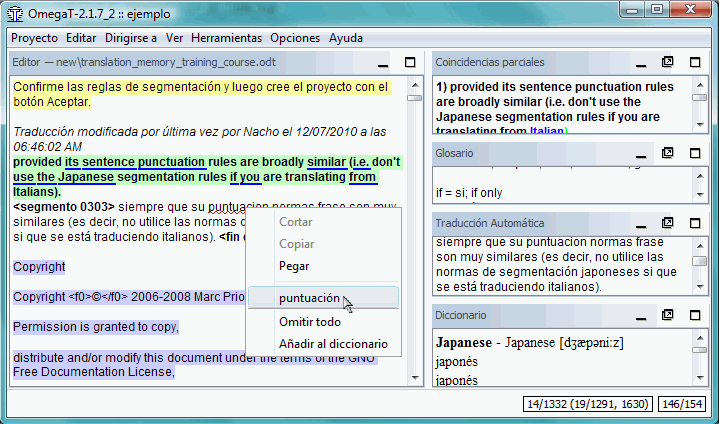 OmegaT-2.1.7_2 :: ejemplo
Proyecto Editar Dirigirse a Ver Herramientas Opciones Ayuda
Editor — new\translation_memory_training_course.odt
Confirme las reglas de segmentación y luego cree el proyecto con el
botón Aceptar.
Traducción modificada por última vez por Nacho el 12/07/2010 a las
06:46:02 AM
provided its sentence punctuation rules are broadly similar (i.e. don't
use the Japanese segmentation rules if you are translating from
Italians).
<segmento 0303> siempre que su puntuacion normas frase son muy
similares (es decir, no utilice las normas
si que se está traduciendo italianos). <fin
Copyright
Copyright <f0>©</f0> 2006-2008 Marc Prio
Permission is granted to copy,
distribute and/or modify this document under the terms of the GNU
Free Documentation License,
Cortar
Copiar
Pegar
puntuación
Omitir todo
Añadir al diccionario
Coincidencias parciales
1) provided its sentence punctuation rules
are broadly similar (i.e. don't use the
Japanese segmentation rules if you are
translating from Italian)
Glosario
if = si; if only
Traducción Automática
siempre que su puntuación normas frase
son muy similares (es decir, no utilice las
normas de segmentación japoneses si que
se está traduciendo italianos).
Diccionario
Japanese - Japanese [dʒæpəni:z]
japonés
japonés
14/1332 (19/1291, 1630) 146/154